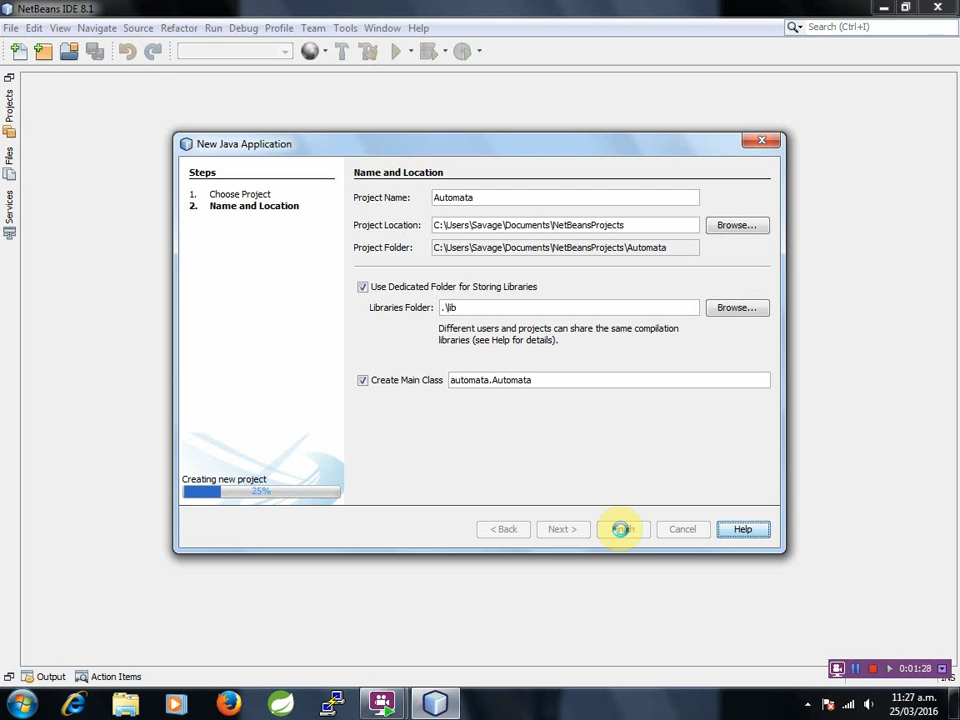 NetBeans IDE 8.1
File Edit View Navigate Source Refactor Run Debug Profile Team Tools Window Help
Search (Ctrl+I)
Projects
Files
Services
New Java Application
Steps
1. Choose Project
2. Name and Location
Name and Location
Project Name: Automata
Project Location: C:\Users\Savage\Documents\NetBeansProjects Browse...
Project Folder: C:\Users\Savage\Documents\NetBeansProjects\Automata
Use Dedicated Folder for Storing Libraries
Libraries Folder: .\lib Browse...
Different users and projects can share the same compilation
libraries (see Help for details).
Create Main Class automata.Automata
Creating new project
25%
< Back Next > Cancel Help
Output Action Items
0:01:28
INS
11:27 a.m.
25/03/2016